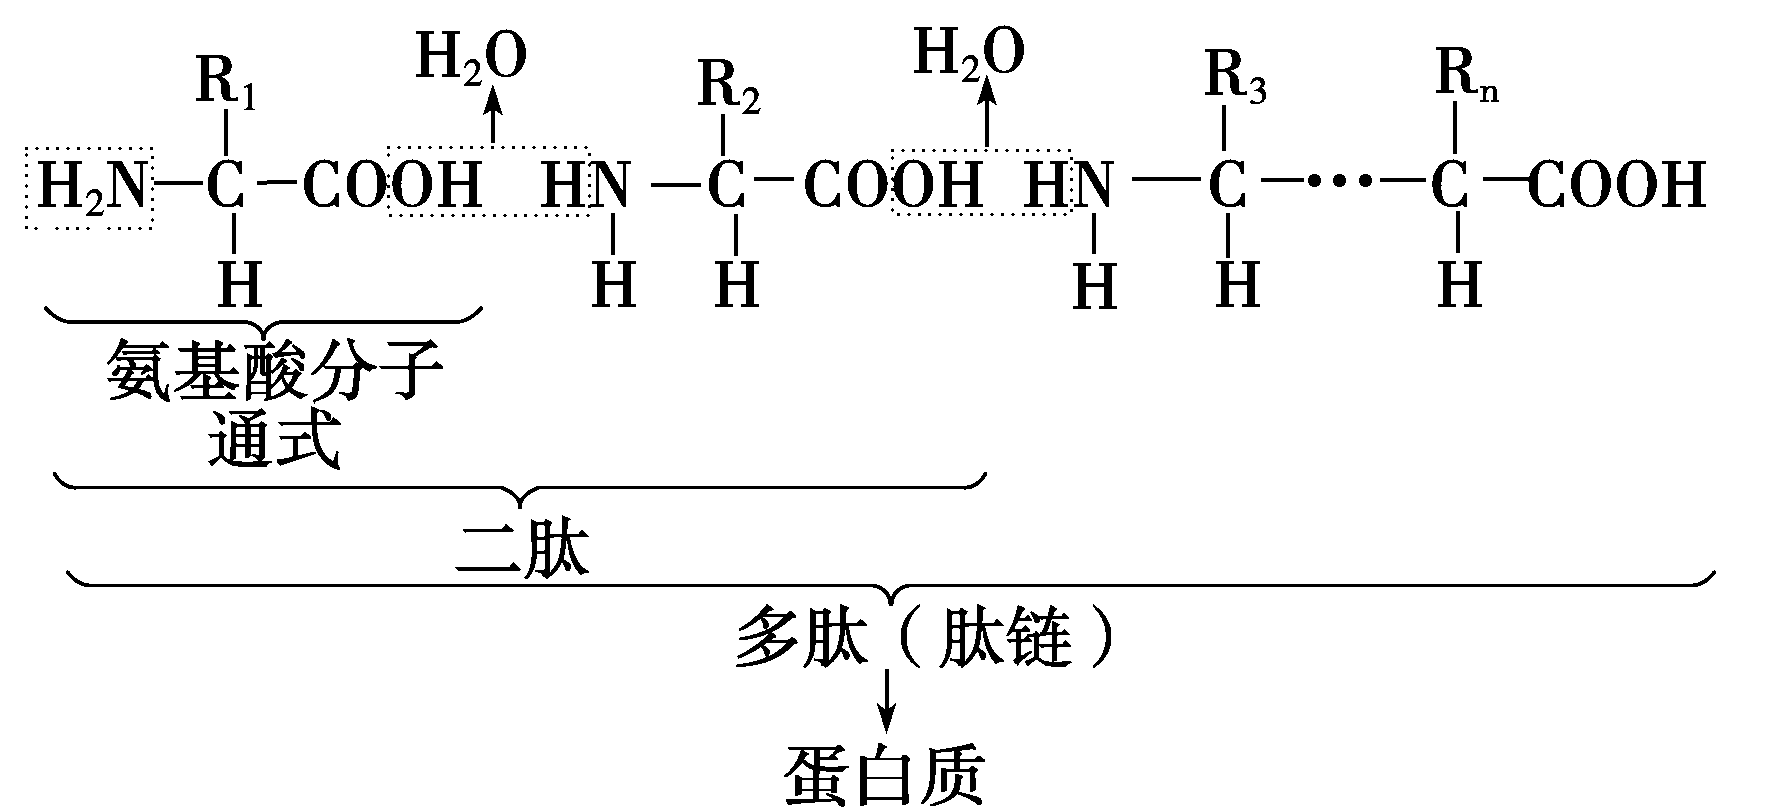 H₂O H₂O
R₁ R₂ R₃ Rₙ
H₂N—C—COOH HN—C—COOH HN—C—···—C—COOH
H H H H H H
氨基酸分子
通式
二肽
多肽（肽链）
蛋白质